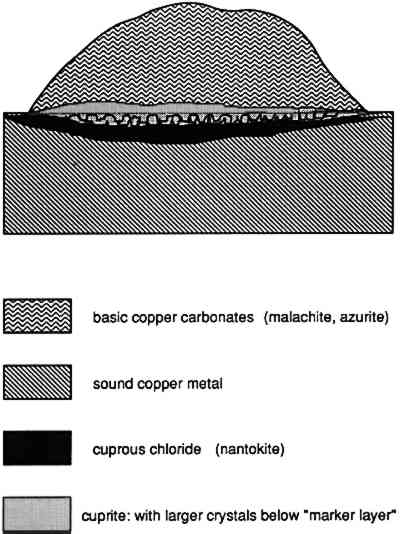 basic copper carbonates (malachite, azurite)
sound copper metal
cuprous chloride (nantokite)
cuprite: with larger crystals below "marker layer"